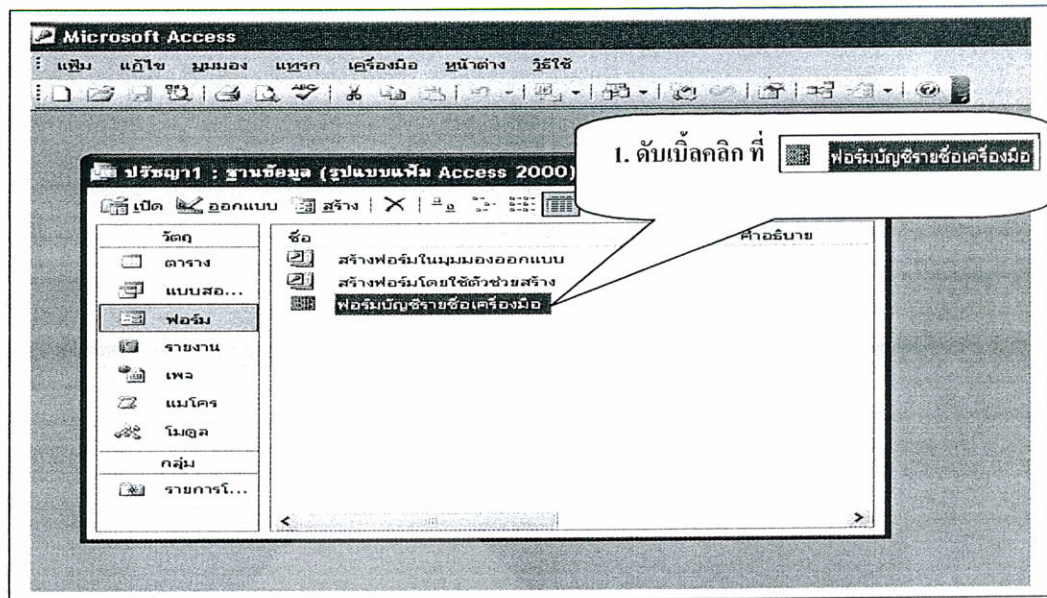 Microsoft Access
แฟ้ม แก้ไข มุมมอง แทรก เครื่องมือ หน้าต่าง วิธีใช้
1. ดับเบิ้ลคลิก ที่ ฟอร์มบัญชีรายชื่อเครื่องมือ
ปรัชญา1 : ฐานข้อมูล (รูปแบบแฟ้ม Access 2000)
เปิด ออกแบบ สร้าง
วัตถุ
ตาราง
แบบสอ...
ฟอร์ม
รายงาน
เพจ
แมโคร
โมดูล
กลุ่ม
รายการโ...
ชื่อ คำอธิบาย
สร้างฟอร์มในมุมมองออกแบบ
สร้างฟอร์มโดยใช้ตัวช่วยสร้าง
ฟอร์มบัญชีรายชื่อเครื่องมือ